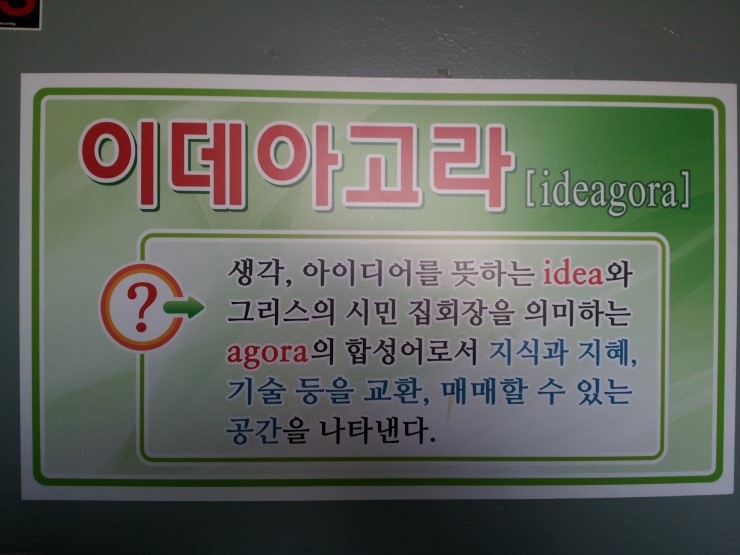 이데아고라 [ideagora]
?
생각, 아이디어를 뜻하는 idea와
그리스의 시민 집회장을 의미하는
agora의 합성어로서 지식과 지혜,
기술 등을 교환, 매매할 수 있는
공간을 나타낸다.